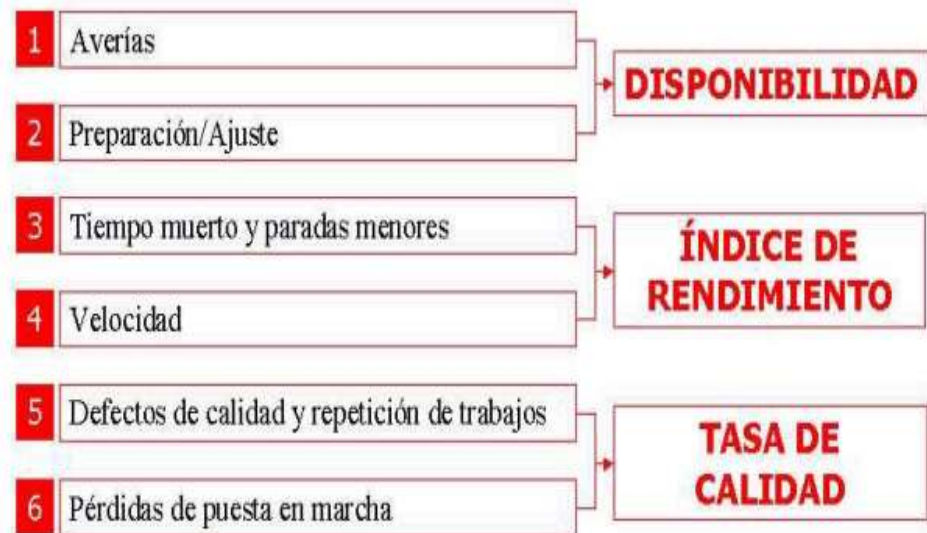 1 Averías
DISPONIBILIDAD
2 Preparación/Ajuste
3 Tiempo muerto y paradas menores
ÍNDICE DE
RENDIMIENTO
4 Velocidad
5 Defectos de calidad y repetición de trabajos
TASA DE
CALIDAD
6 Pérdidas de puesta en marcha